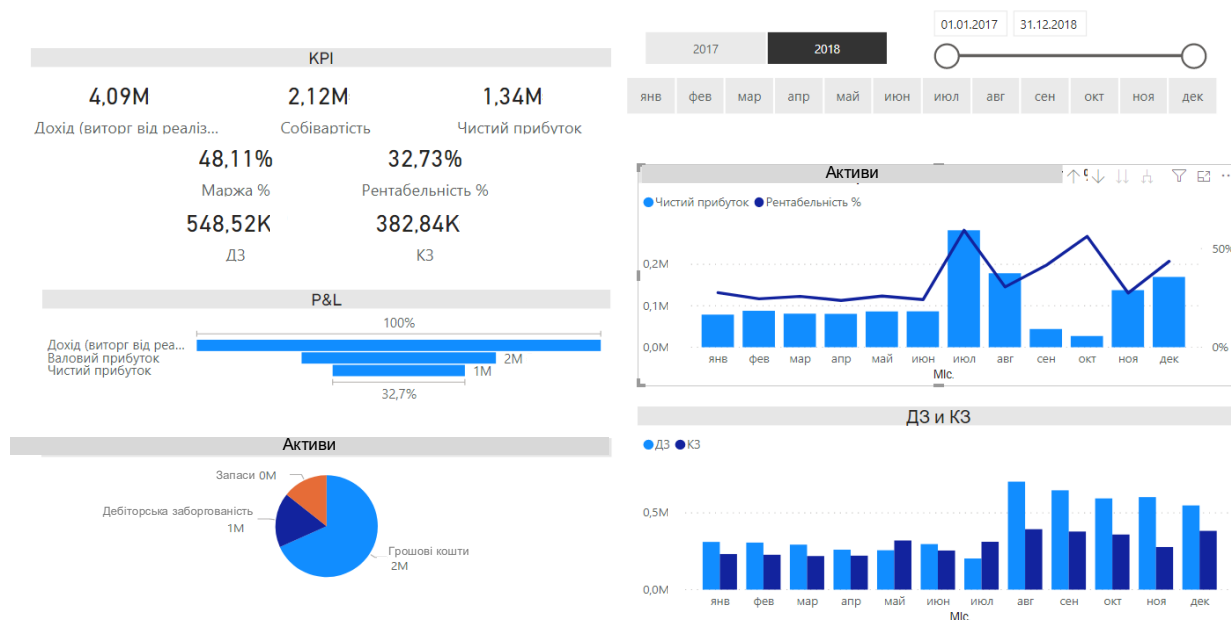 KPI
4,09M
2,12M
1,34M
Дохід (виторг від реаліз...
Собівартість
Чистий прибуток
48,11%
32,73%
Маржа %
Рентабельність %
548,52K
382,84K
ДЗ
КЗ
P&L
100%
Дохід (виторг від реа...
Валовий прибуток
2M
Чистий прибуток
1M
32,7%
Активи
Запаси 0M
Дебіторська заборгованість
1M
Грошові кошти
2M
01.01.2017
31.12.2018
2017
2018
янв
фев
мар
апр
май
июн
июл
авг
сен
окт
ноя
дек
Активи
Чистий прибуток
Рентабельність %
0,2M
0,1M
0,0M
50%
0%
янв
фев
мар
апр
май
июн
июл
авг
сен
окт
ноя
дек
Міс.
ДЗ и КЗ
ДЗ
КЗ
0,5M
0,0M
янв
фев
мар
апр
май
июн
июл
авг
сен
окт
ноя
дек
Міс